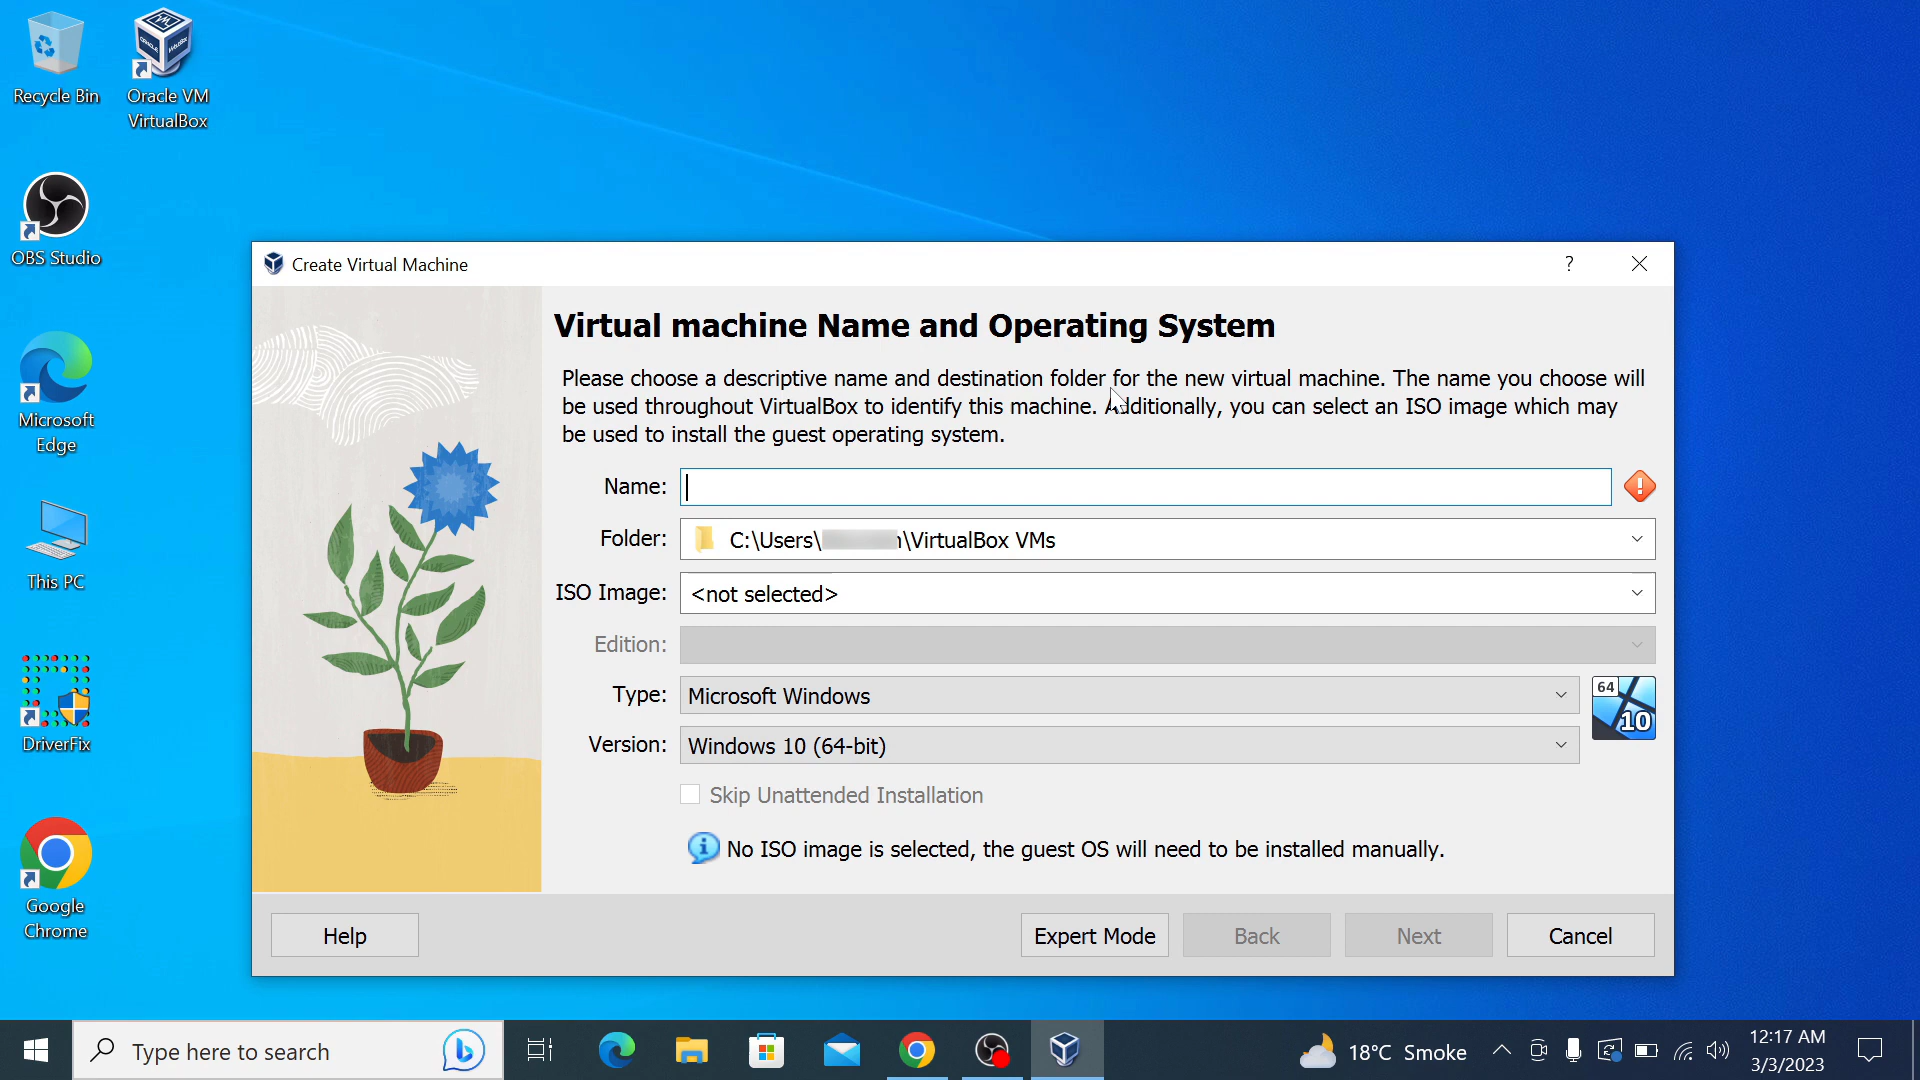 Recycle Bin
Oracle VM
VirtualBox
OBS Studio
Microsoft
Edge
This PC
DriverFix
Google
Chrome
Create Virtual Machine
?
Virtual machine Name and Operating System
Please choose a descriptive name and destination folder for the new virtual machine. The name you choose will
be used throughout VirtualBox to identify this machine. Additionally, you can select an ISO image which may
be used to install the guest operating system.
Name:
Folder: C:\Users\ \VirtualBox VMs
ISO Image: <not selected>
Edition:
Type: Microsoft Windows
64
10
Version: Windows 10 (64-bit)
Skip Unattended Installation
No ISO image is selected, the guest OS will need to be installed manually.
Help
Expert Mode
Back
Next
Cancel
Type here to search
18°C Smoke
12:17 AM
3/3/2023